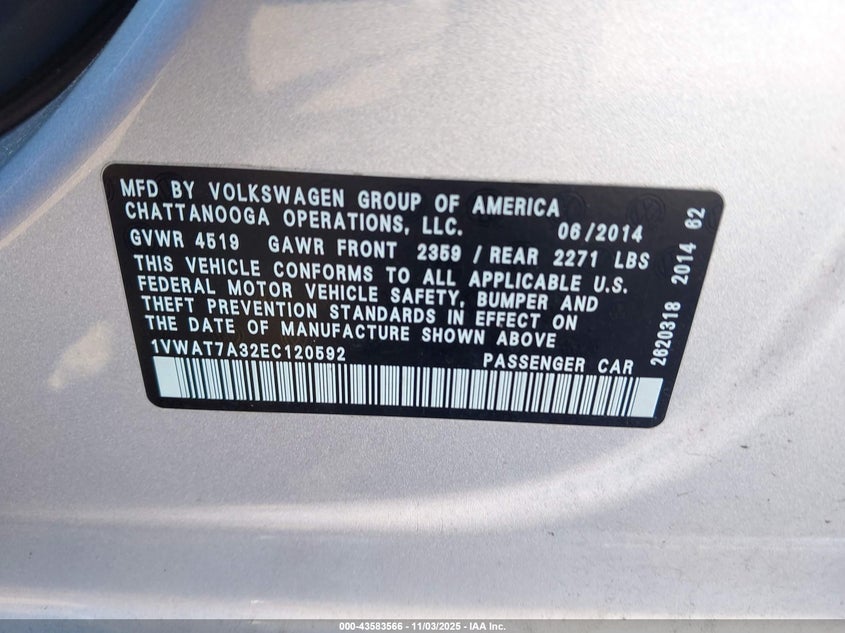 MFD BY VOLKSWAGEN GROUP OF AMERICA
CHATTANOOGA OPERATIONS, LLC. 06/2014
GVWR 4519 GAWR FRONT 2359 / REAR 2271 LBS
THIS VEHICLE CONFORMS TO ALL APPLICABLE U.S.
FEDERAL MOTOR VEHICLE SAFETY, BUMPER AND
THEFT PREVENTION STANDARDS IN EFFECT ON
THE DATE OF MANUFACTURE SHOWN ABOVE
1VWAT7A32EC120592 PASSENGER CAR
2620318 2014 62
000-43583566 - 11/03/2025 - IAA Inc.